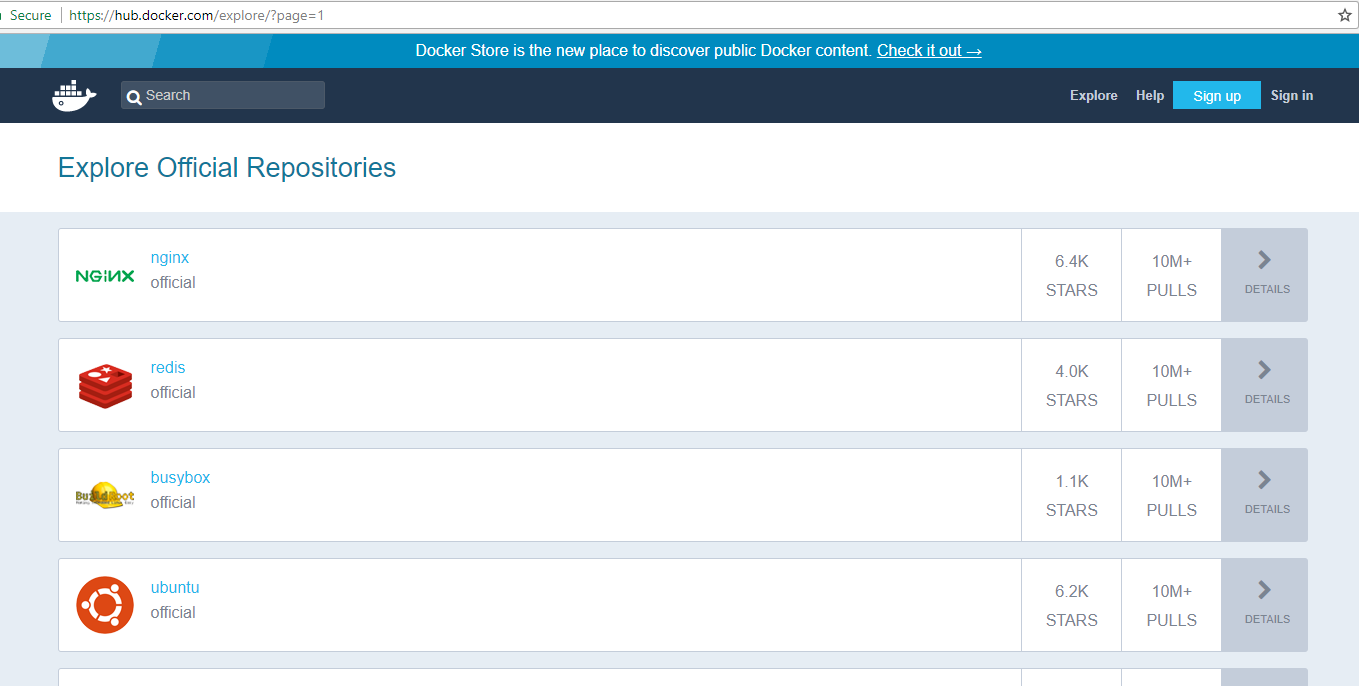 Secure https://hub.docker.com/explore/?page=1
Docker Store is the new place to discover public Docker content. Check it out →
Search Explore Help Sign up Sign in
Explore Official Repositories
NGINX
nginx
official
6.4K
STARS
10M+
PULLS
DETAILS
redis
official
4.0K
STARS
10M+
PULLS
DETAILS
BuildRoot
busybox
official
1.1K
STARS
10M+
PULLS
DETAILS
ubuntu
official
6.2K
STARS
10M+
PULLS
DETAILS